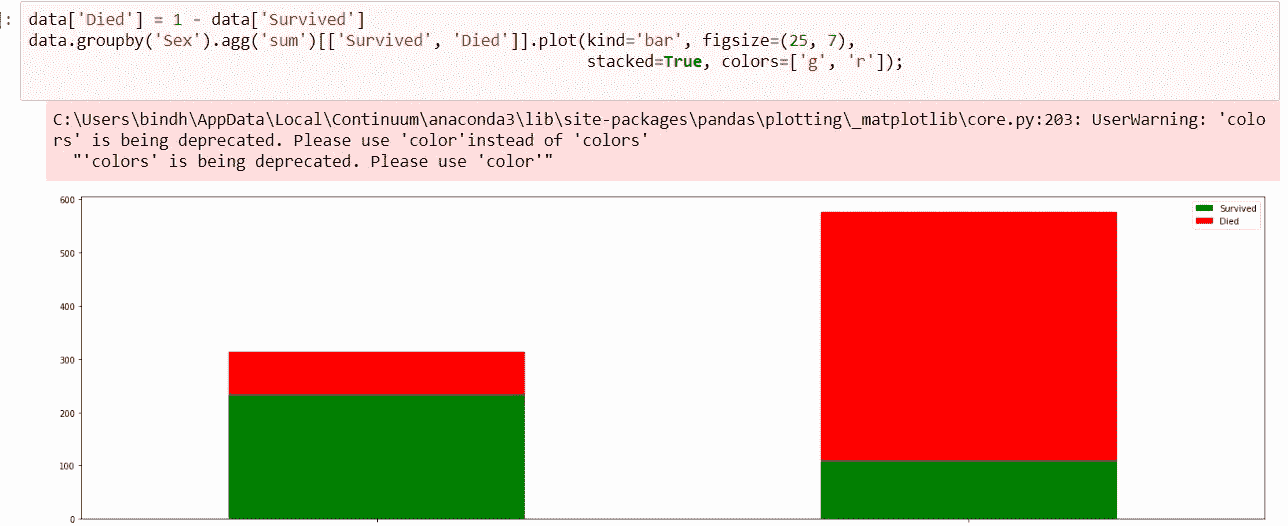 ]:
data['Died'] = 1 - data['Survived']
data.groupby('Sex').agg('sum')[['Survived', 'Died']].plot(kind='bar', figsize=(25, 7),
stacked=True, colors=['g', 'r']);
C:\Users\bindh\AppData\Local\Continuum\anaconda3\lib\site-packages\pandas\plotting\_matplotlib\core.py:203: UserWarning: 'colo
rs' is being deprecated. Please use 'color'instead of 'colors'
"'colors' is being deprecated. Please use 'color'"
600
Survived
Died
500
400
300
200
100
0